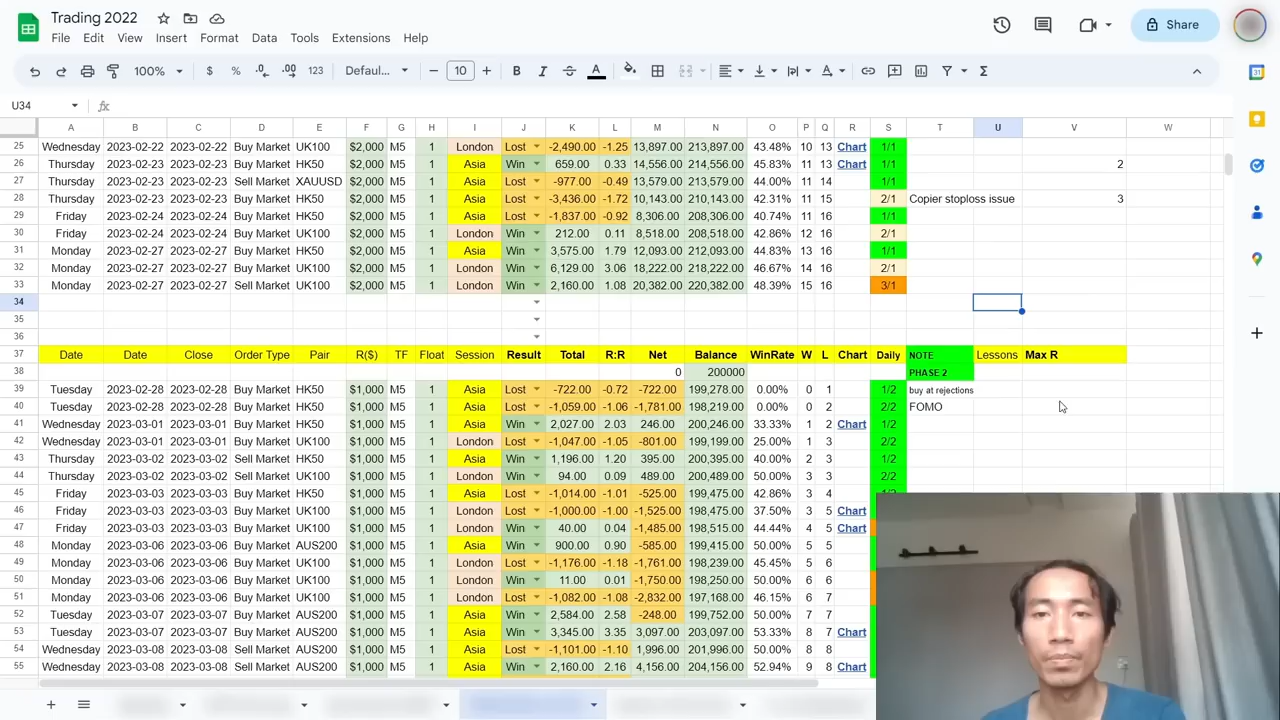 Trading 2022
File Edit View Insert Format Data Tools Extensions Help
Share
100% $ % .0 .00 123 Defaul... 10 B I A
U34 fx
A B C D E F G H I J K L M N O P Q R S T U V W
25 Wednesday 2023-02-22 2023-02-22 Buy Market UK100 $2,000 M5 1 London Lost -2,490.00 -1.25 13,897.00 213,897.00 43.48% 10 13 Chart 1/1
26 Thursday 2023-02-23 2023-02-23 Buy Market HK50 $2,000 M5 1 Asia Win 659.00 0.33 14,556.00 214,556.00 45.83% 11 13 Chart 1/1 2
27 Thursday 2023-02-23 2023-02-23 Sell Market XAUUSD $2,000 M5 1 Asia Lost -977.00 -0.49 13,579.00 213,579.00 44.00% 11 14 1/1
28 Thursday 2023-02-23 2023-02-23 Sell Market HK50 $2,000 M5 1 Asia Lost -3,436.00 -1.72 10,143.00 210,143.00 42.31% 11 15 2/1 Copier stoploss issue 3
29 Friday 2023-02-24 2023-02-24 Buy Market HK50 $2,000 M5 1 Asia Lost -1,837.00 -0.92 8,306.00 208,306.00 40.74% 11 16 1/1
30 Friday 2023-02-24 2023-02-24 Buy Market UK100 $2,000 M5 1 London Win 212.00 0.11 8,518.00 208,518.00 42.86% 12 16 2/1
31 Monday 2023-02-27 2023-02-27 Buy Market HK50 $2,000 M5 1 Asia Win 3,575.00 1.79 12,093.00 212,093.00 44.83% 13 16 1/1
32 Monday 2023-02-27 2023-02-27 Buy Market UK100 $2,000 M5 1 London Win 6,129.00 3.06 18,222.00 218,222.00 46.67% 14 16 2/1
33 Monday 2023-02-27 2023-02-27 Sell Market UK100 $2,000 M5 1 London Win 2,160.00 1.08 20,382.00 220,382.00 48.39% 15 16 3/1
34
35
36
37 Date Date Close Order Type Pair R($) TF Float Session Result Total R:R Net Balance WinRate W L Chart Daily NOTE Lessons Max R
38 0 200000 PHASE 2
39 Tuesday 2023-02-28 2023-02-28 Buy Market HK50 $1,000 M5 1 Asia Lost -722.00 -0.72 -722.00 199,278.00 0.00% 0 1 1/2 buy at rejections
40 Tuesday 2023-02-28 2023-02-28 Buy Market HK50 $1,000 M5 1 Asia Lost -1,059.00 -1.06 -1,781.00 198,219.00 0.00% 0 2 2/2 FOMO
41 Wednesday 2023-03-01 2023-03-01 Buy Market HK50 $1,000 M5 1 Asia Win 2,027.00 2.03 246.00 200,246.00 33.33% 1 2 Chart 1/2
42 Wednesday 2023-03-01 2023-03-01 Buy Market UK100 $1,000 M5 1 London Lost -1,047.00 -1.05 -801.00 199,199.00 25.00% 1 3 2/2
43 Thursday 2023-03-02 2023-03-02 Sell Market HK50 $1,000 M5 1 Asia Win 1,196.00 1.20 395.00 200,395.00 40.00% 2 3 1/2
44 Thursday 2023-03-02 2023-03-02 Sell Market UK100 $1,000 M5 1 London Win 94.00 0.09 489.00 200,489.00 50.00% 3 3 2/2
45 Friday 2023-03-03 2023-03-03 Buy Market HK50 $1,000 M5 1 Asia Lost -1,014.00 -1.01 -525.00 199,475.00 42.86% 3 4
46 Friday 2023-03-03 2023-03-03 Buy Market UK100 $1,000 M5 1 London Lost -1,000.00 -1.00 -1,525.00 198,475.00 37.50% 3 5 Chart
47 Friday 2023-03-03 2023-03-03 Buy Market UK100 $1,000 M5 1 London Win 40.00 0.04 -1,485.00 198,515.00 44.44% 4 5 Chart
48 Monday 2023-03-06 2023-03-06 Buy Market AUS200 $1,000 M5 1 Asia Win 900.00 0.90 -585.00 199,415.00 50.00% 5 5
49 Monday 2023-03-06 2023-03-06 Buy Market UK100 $1,000 M5 1 London Lost -1,176.00 -1.18 -1,761.00 198,239.00 45.45% 5 6
50 Monday 2023-03-06 2023-03-06 Buy Market UK100 $1,000 M5 1 London Win 11.00 0.01 -1,750.00 198,250.00 50.00% 6 6
51 Monday 2023-03-06 2023-03-06 Buy Market UK100 $1,000 M5 1 London Lost -1,082.00 -1.08 -2,832.00 197,168.00 46.15% 6 7
52 Tuesday 2023-03-07 2023-03-07 Buy Market AUS200 $1,000 M5 1 Asia Win 2,584.00 2.58 -248.00 199,752.00 50.00% 7 7
53 Tuesday 2023-03-07 2023-03-07 Buy Market AUS200 $1,000 M5 1 Asia Win 3,345.00 3.35 3,097.00 203,097.00 53.33% 8 7 Chart
54 Wednesday 2023-03-08 2023-03-08 Buy Market AUS200 $1,000 M5 1 Asia Lost -1,101.00 -1.10 1,996.00 201,996.00 50.00% 8 8
55 Wednesday 2023-03-08 2023-03-08 Sell Market AUS200 $1,000 M5 1 Asia Win 2,160.00 2.16 4,156.00 204,156.00 52.94% 9 8 Chart